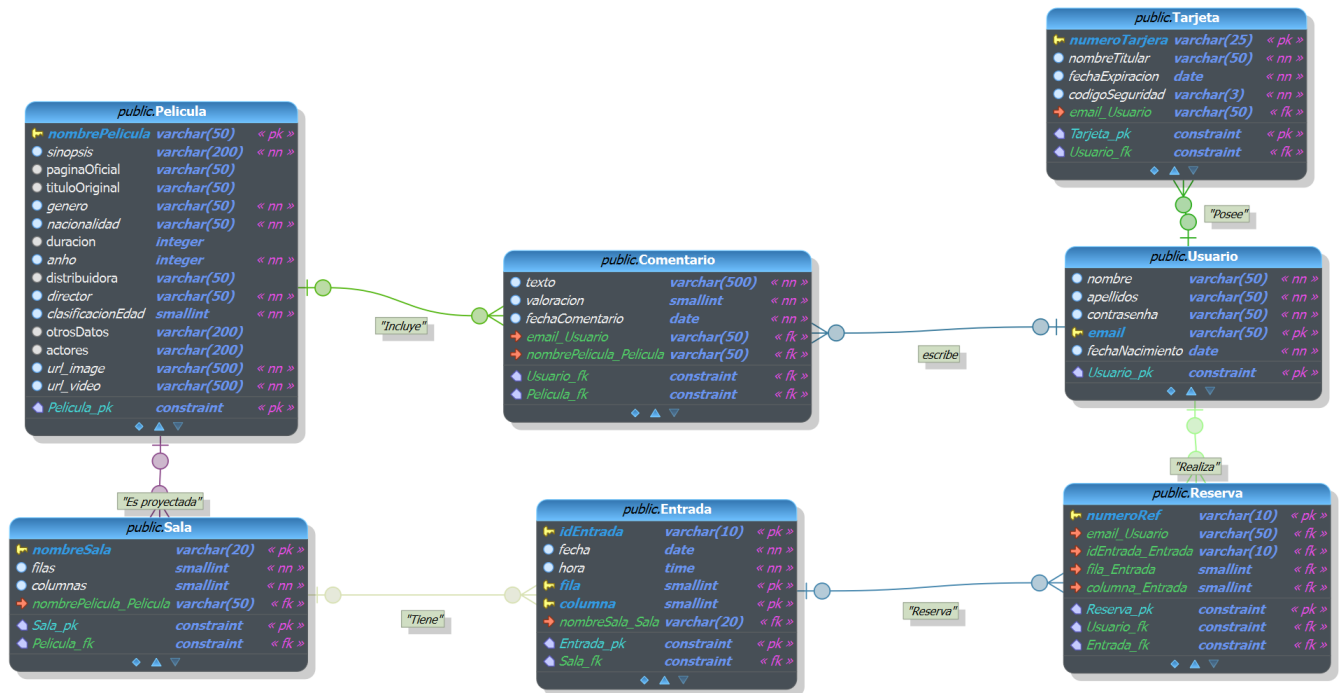 public.Tarjeta
numeroTarjera varchar(25) « pk »
nombreTitular varchar(50) « nn »
fechaExpiracion date « nn »
codigoSeguridad varchar(3) « nn »
email_Usuario varchar(50) « fk »
Tarjeta_pk constraint « pk »
Usuario_fk constraint « fk »
public.Pelicula
nombrePelicula varchar(50) « pk »
sinopsis varchar(200) « nn »
paginaOficial varchar(50)
tituloOriginal varchar(50)
genero varchar(50) « nn »
nacionalidad varchar(50) « nn »
duracion integer
anho integer « nn »
distribuidora varchar(50)
director varchar(50) « nn »
clasificacionEdad smallint « nn »
otrosDatos varchar(200)
actores varchar(200)
url_image varchar(500) « nn »
url_video varchar(500) « nn »
Pelicula_pk constraint « pk »
"Incluye"
public.Comentario
texto varchar(500) « nn »
valoracion smallint « nn »
fechaComentario date « nn »
email_Usuario varchar(50) « fk »
nombrePelicula_Pelicula varchar(50) « fk »
Usuario_fk constraint « fk »
Pelicula_fk constraint « fk »
escribe
"Posee"
public.Usuario
nombre varchar(50) « nn »
apellidos varchar(50) « nn »
contrasenha varchar(50) « nn »
email varchar(50) « pk »
fechaNacimiento date « nn »
Usuario_pk constraint « pk »
"Realiza"
"Es proyectada"
public.Sala
nombreSala varchar(20) « pk »
filas smallint « nn »
columnas smallint « nn »
nombrePelicula_Pelicula varchar(50) « fk »
Sala_pk constraint « pk »
Pelicula_fk constraint « fk »
"Tiene"
public.Entrada
idEntrada varchar(10) « pk »
fecha date « nn »
hora time « nn »
fila smallint « pk »
columna smallint « pk »
nombreSala_Sala varchar(20) « fk »
Entrada_pk constraint « pk »
Sala_fk constraint « fk »
"Reserva"
public.Reserva
numeroRef varchar(10) « pk »
email_Usuario varchar(50) « fk »
idEntrada_Entrada varchar(10) « fk »
fila_Entrada smallint « fk »
columna_Entrada smallint « fk »
Reserva_pk constraint « pk »
Usuario_fk constraint « fk »
Entrada_fk constraint « fk »